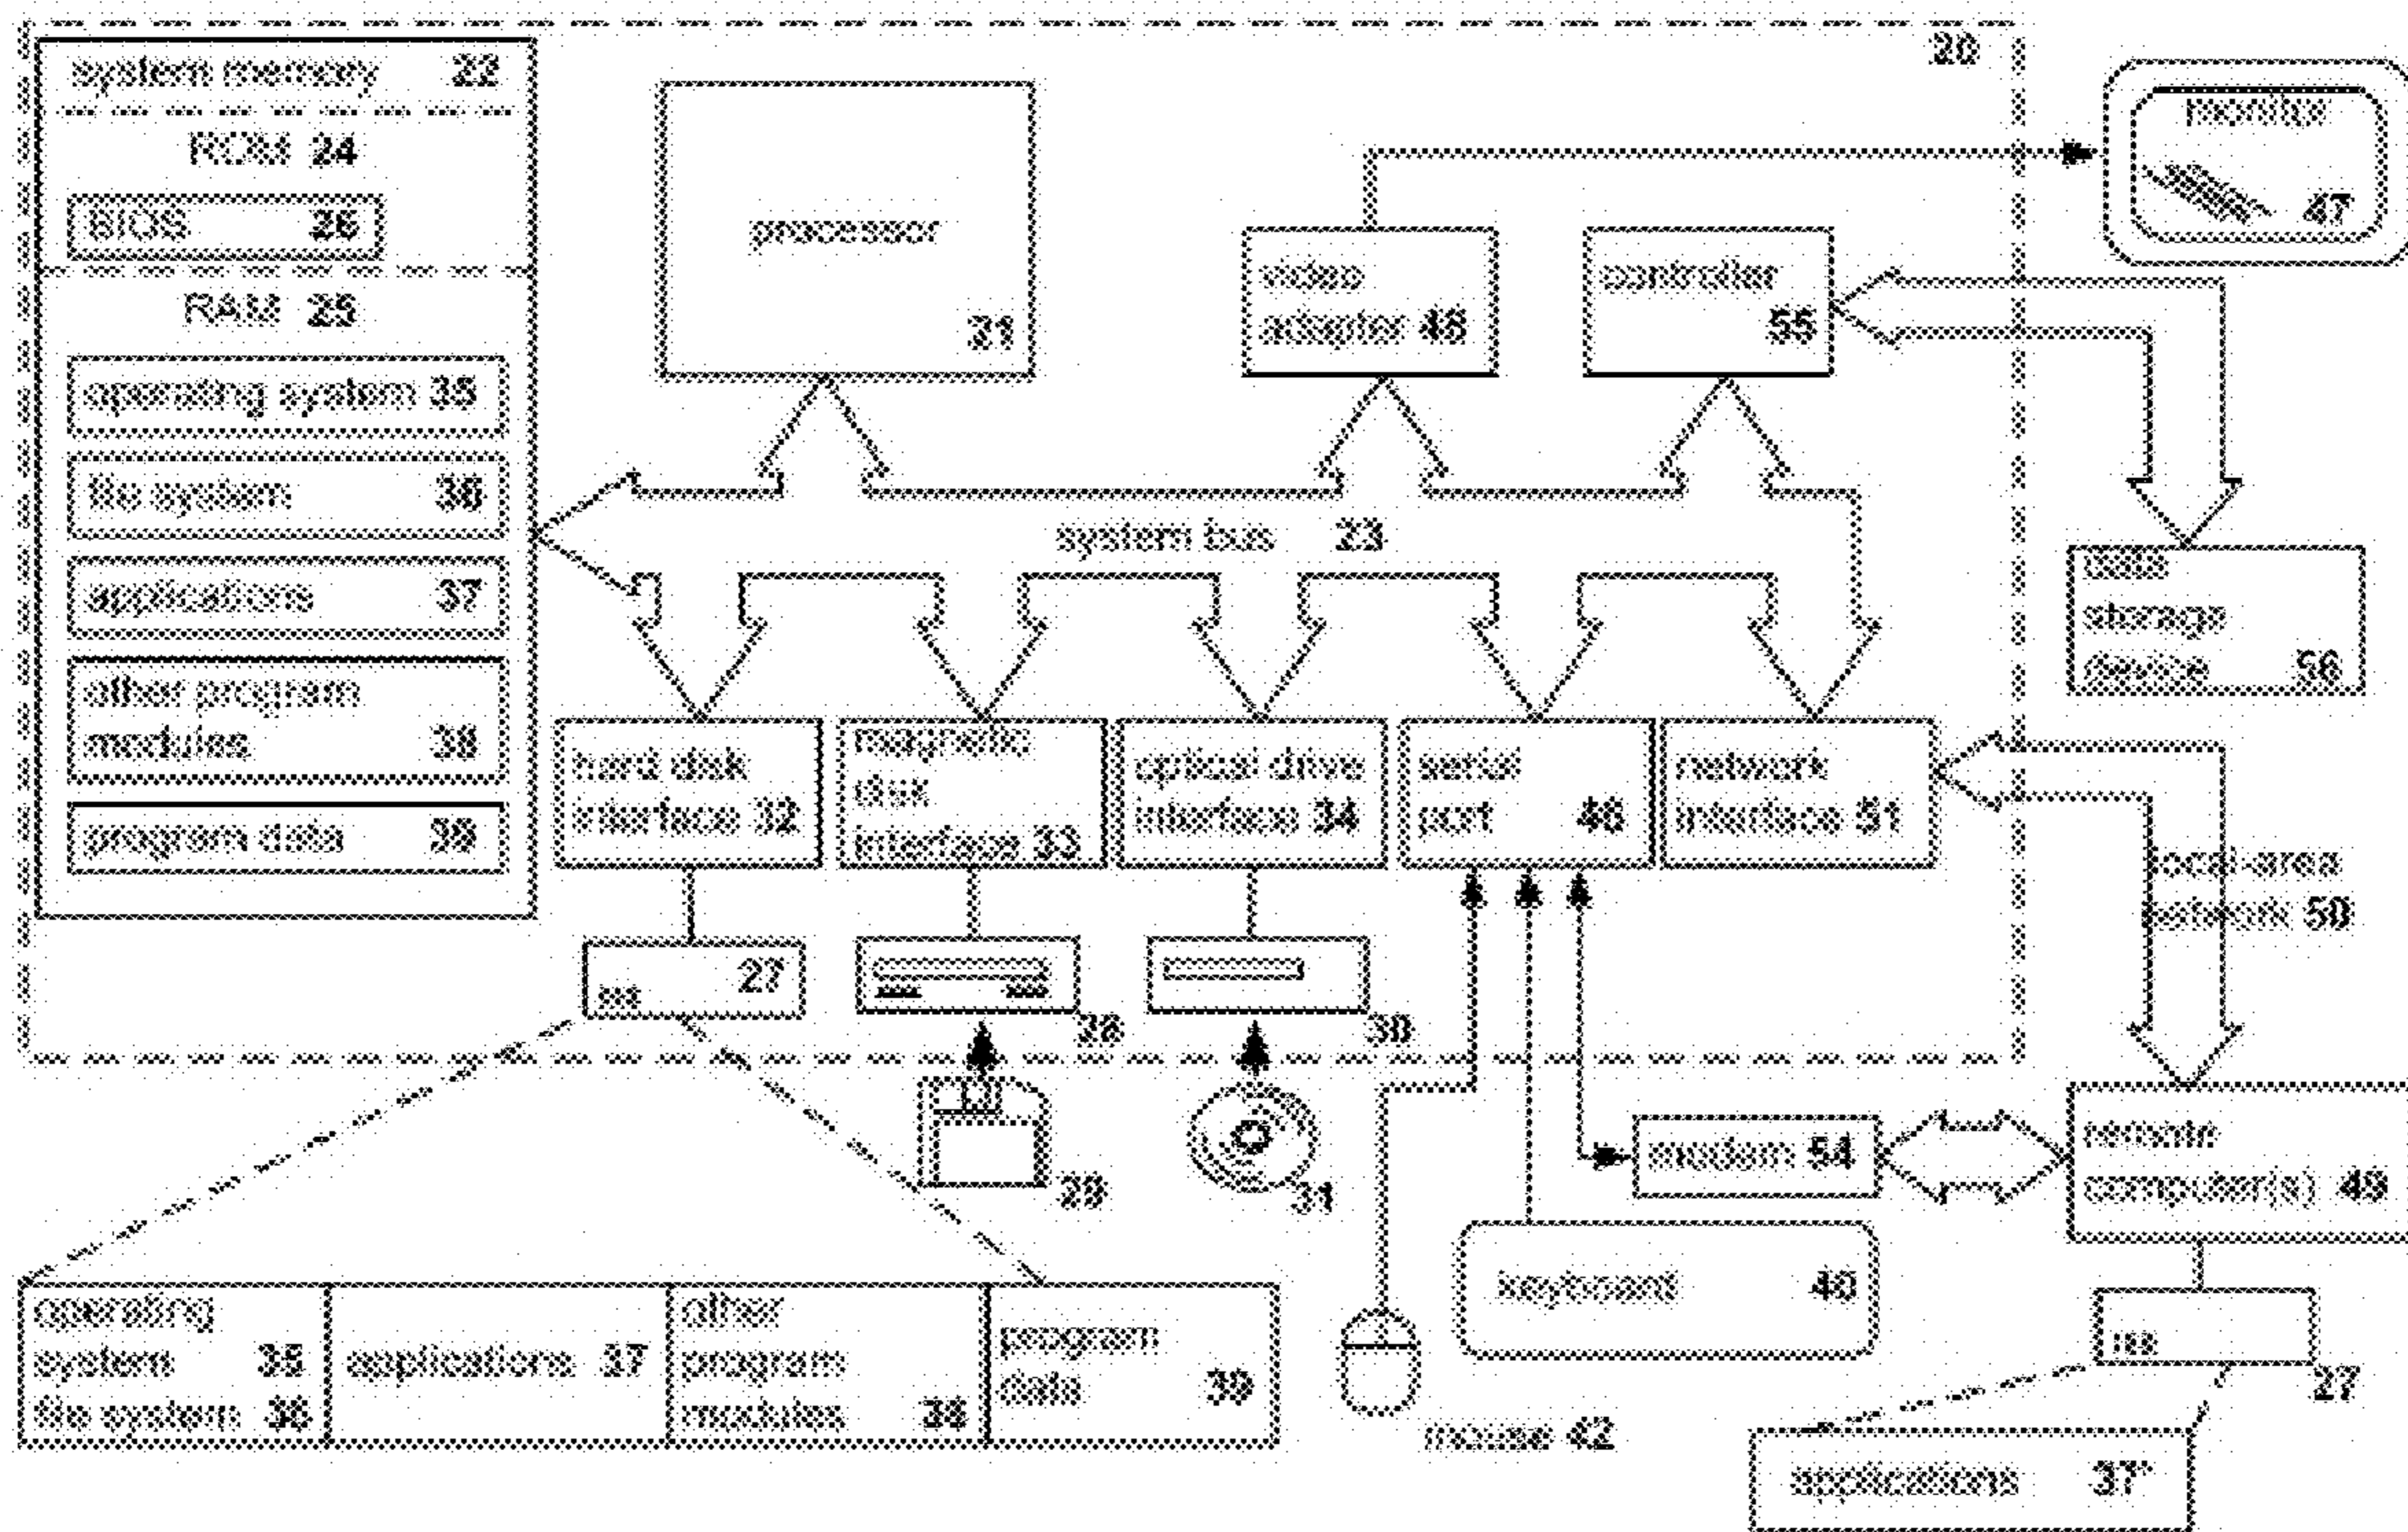 20
system memory 22
ROM 24
BIOS 26
RAM 25
operating system 35
file system 36
applications 37
other program
modules 38
program data 39
processor
21
video
adapter 48
controller
55
monitor
47
system bus 23
data
storage
device 56
hard disk
interface 32
magnetic
disk
interface 33
optical drive
interface 34
serial
port 46
network
interface 51
local-area
network 50
27
28
30
29
31
modem 54
remote
computer(s) 49
keyboard 40
mouse 42
27
operating
system 35
file system 36
applications 37
other
program
modules 38
program
data 39
applications 37'